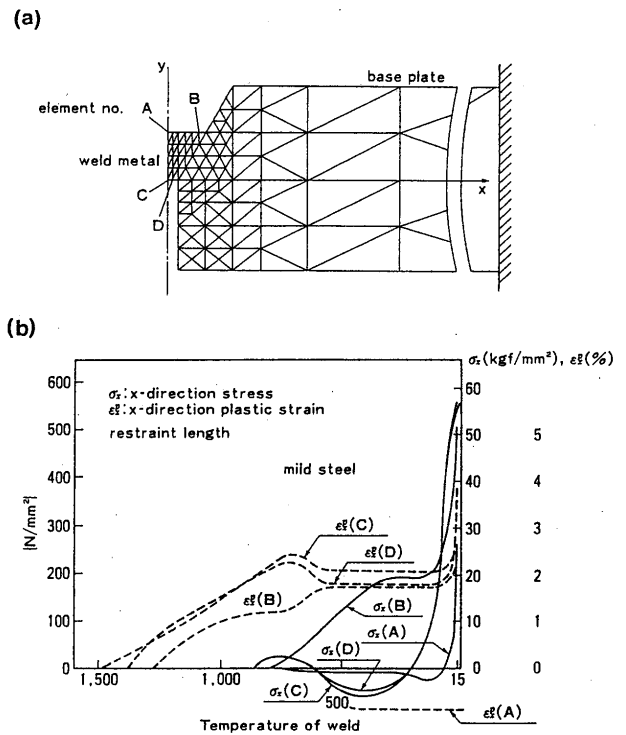 (a)
y
base plate
element no.
A
B
weld metal
C
D
x
(b)
σx(kgf/mm²), εxᵖ(%)
600
500
400
300
200
100
0
|N/mm²|
σx:x-direction stress
εxᵖ:x-direction plastic strain
restraint length
mild steel
60
50
40
30
20
10
0
5
4
3
2
1
0
εxᵖ(C)
εxᵖ(D)
εxᵖ(B)
σx(B)
σx(A)
σx(D)
σx(C)
εxᵖ(A)
1,500
1,000
500
15
Temperature of weld